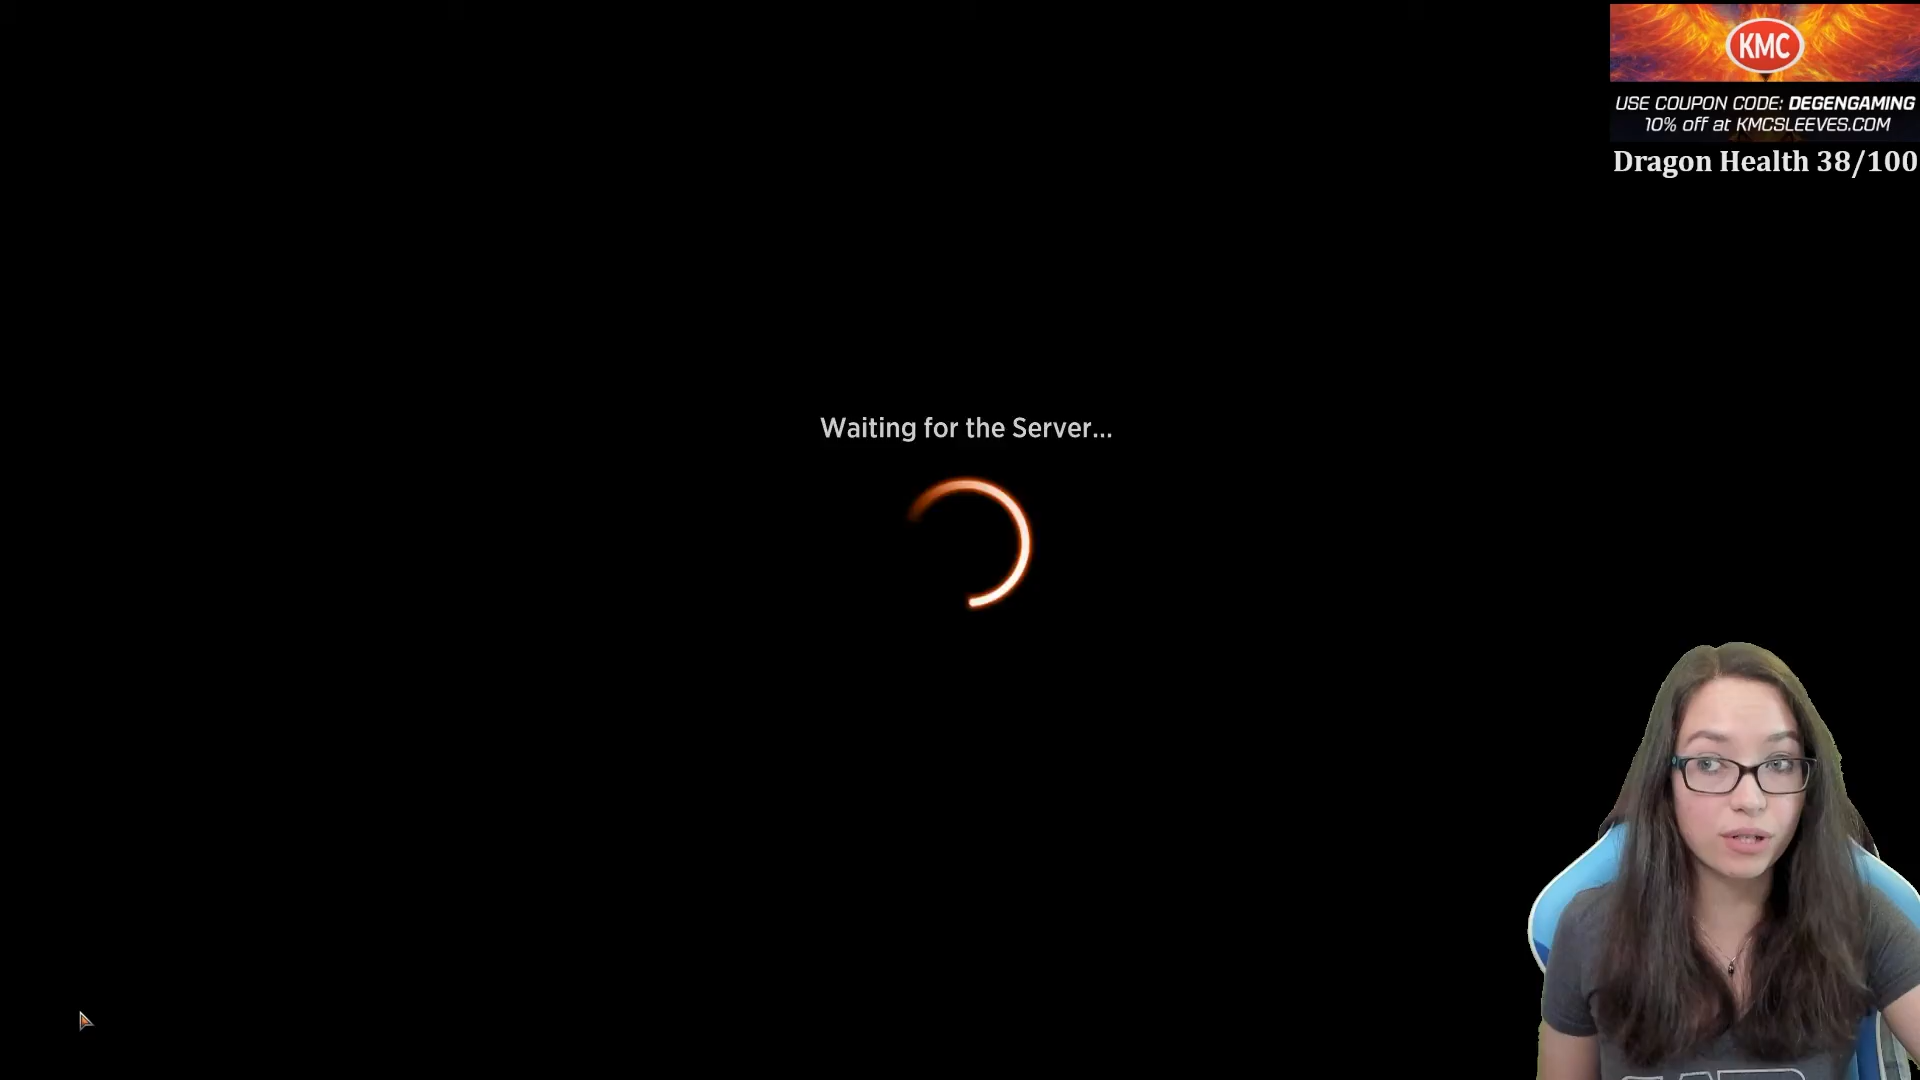 KMC
USE COUPON CODE: DEGENGAMING
10% off at KMCSLEEVES.COM
Dragon Health 38/100
Waiting for the Server...